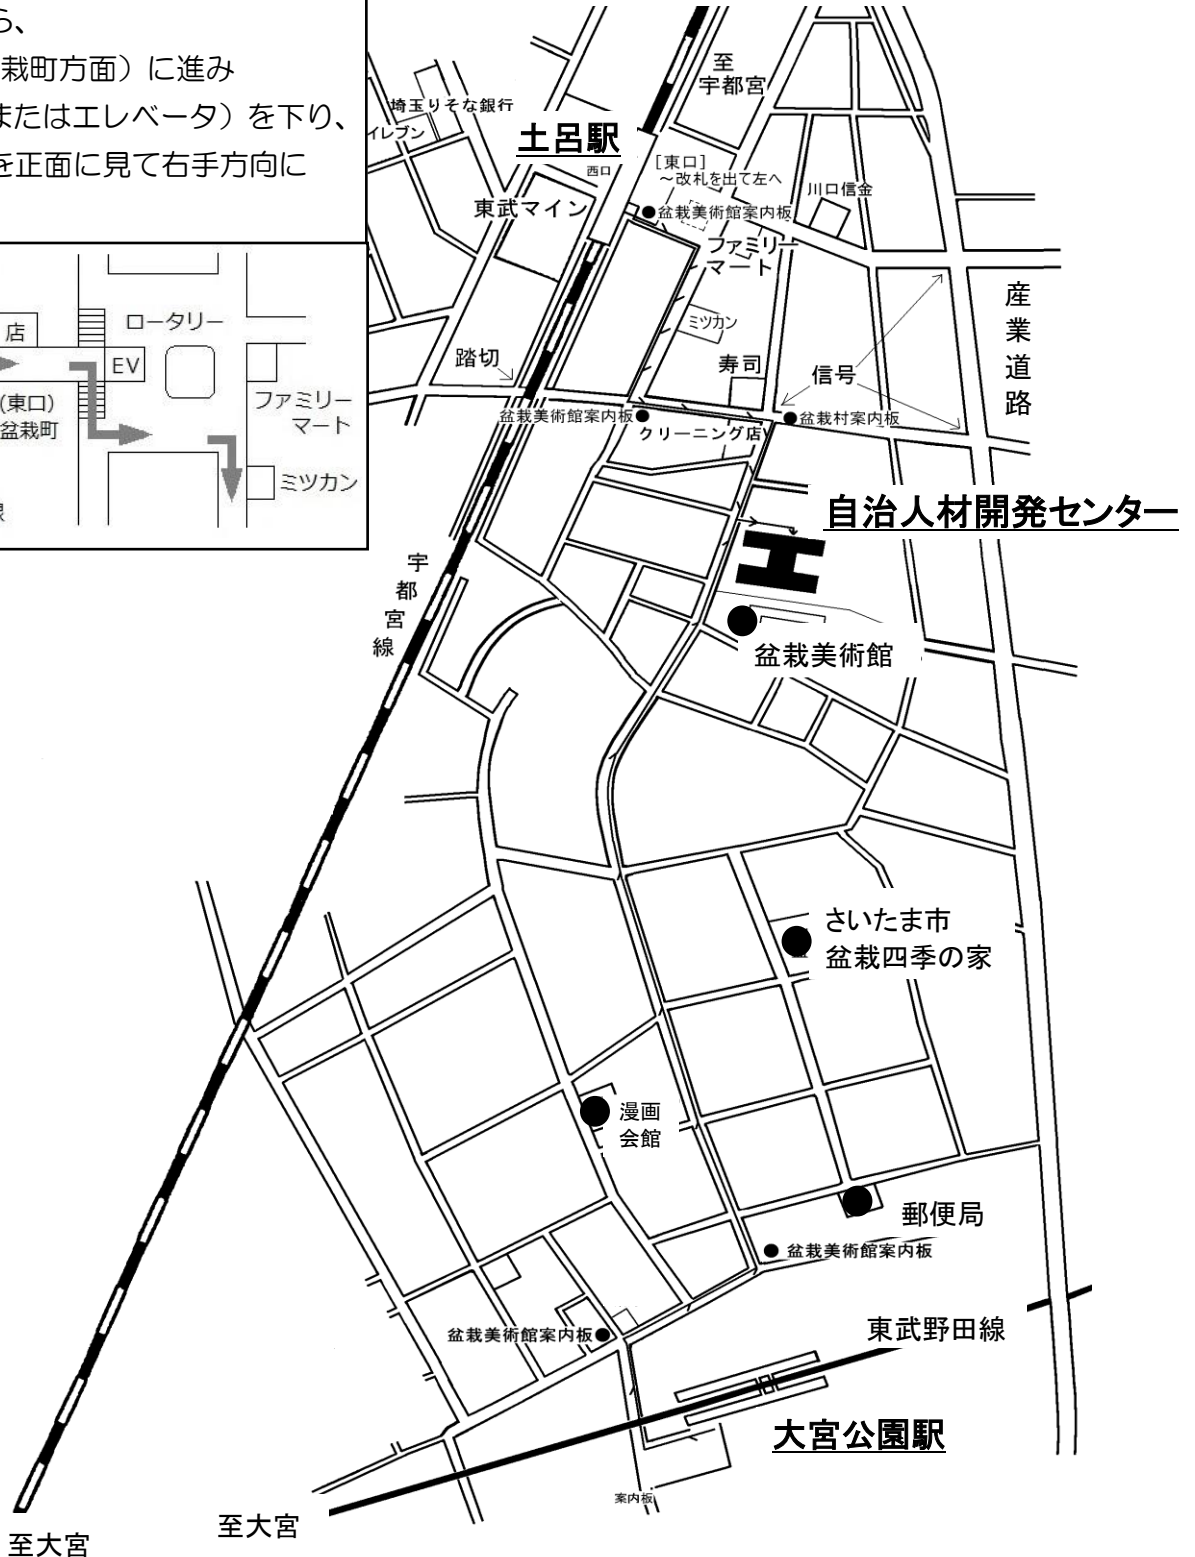 ら、
栽町方面）に進み
またはエレベータ）を下り、
を正面に見て右手方向に
店
ロータリー
EV
(東口)
盆栽町
ファミリー
マート
ミツカン
線
至
宇都宮
埼玉りそな銀行
イレブン
土呂駅
西口
［東口］
～改札を出て左へ
川口信金
東武マイン
盆栽美術館案内板
ファミリー
マート
ミツカン
産業道路
踏切
寿司
信号
盆栽美術館案内板
盆栽村案内板
クリーニング店
自治人材開発センター
宇都宮線
盆栽美術館
さいたま市
盆栽四季の家
漫画
会館
郵便局
盆栽美術館案内板
盆栽美術館案内板
東武野田線
大宮公園駅
案内板
至大宮
至大宮